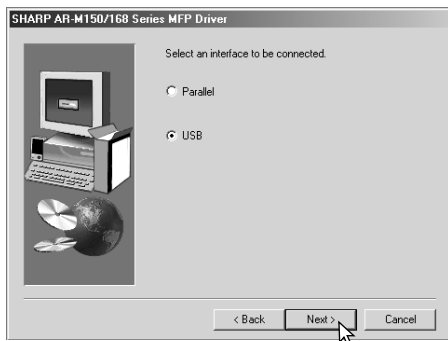 SHARP AR-M150/168 Series MFP Driver
Select an interface to be connected.
Parallel
USB
< Back Next > Cancel